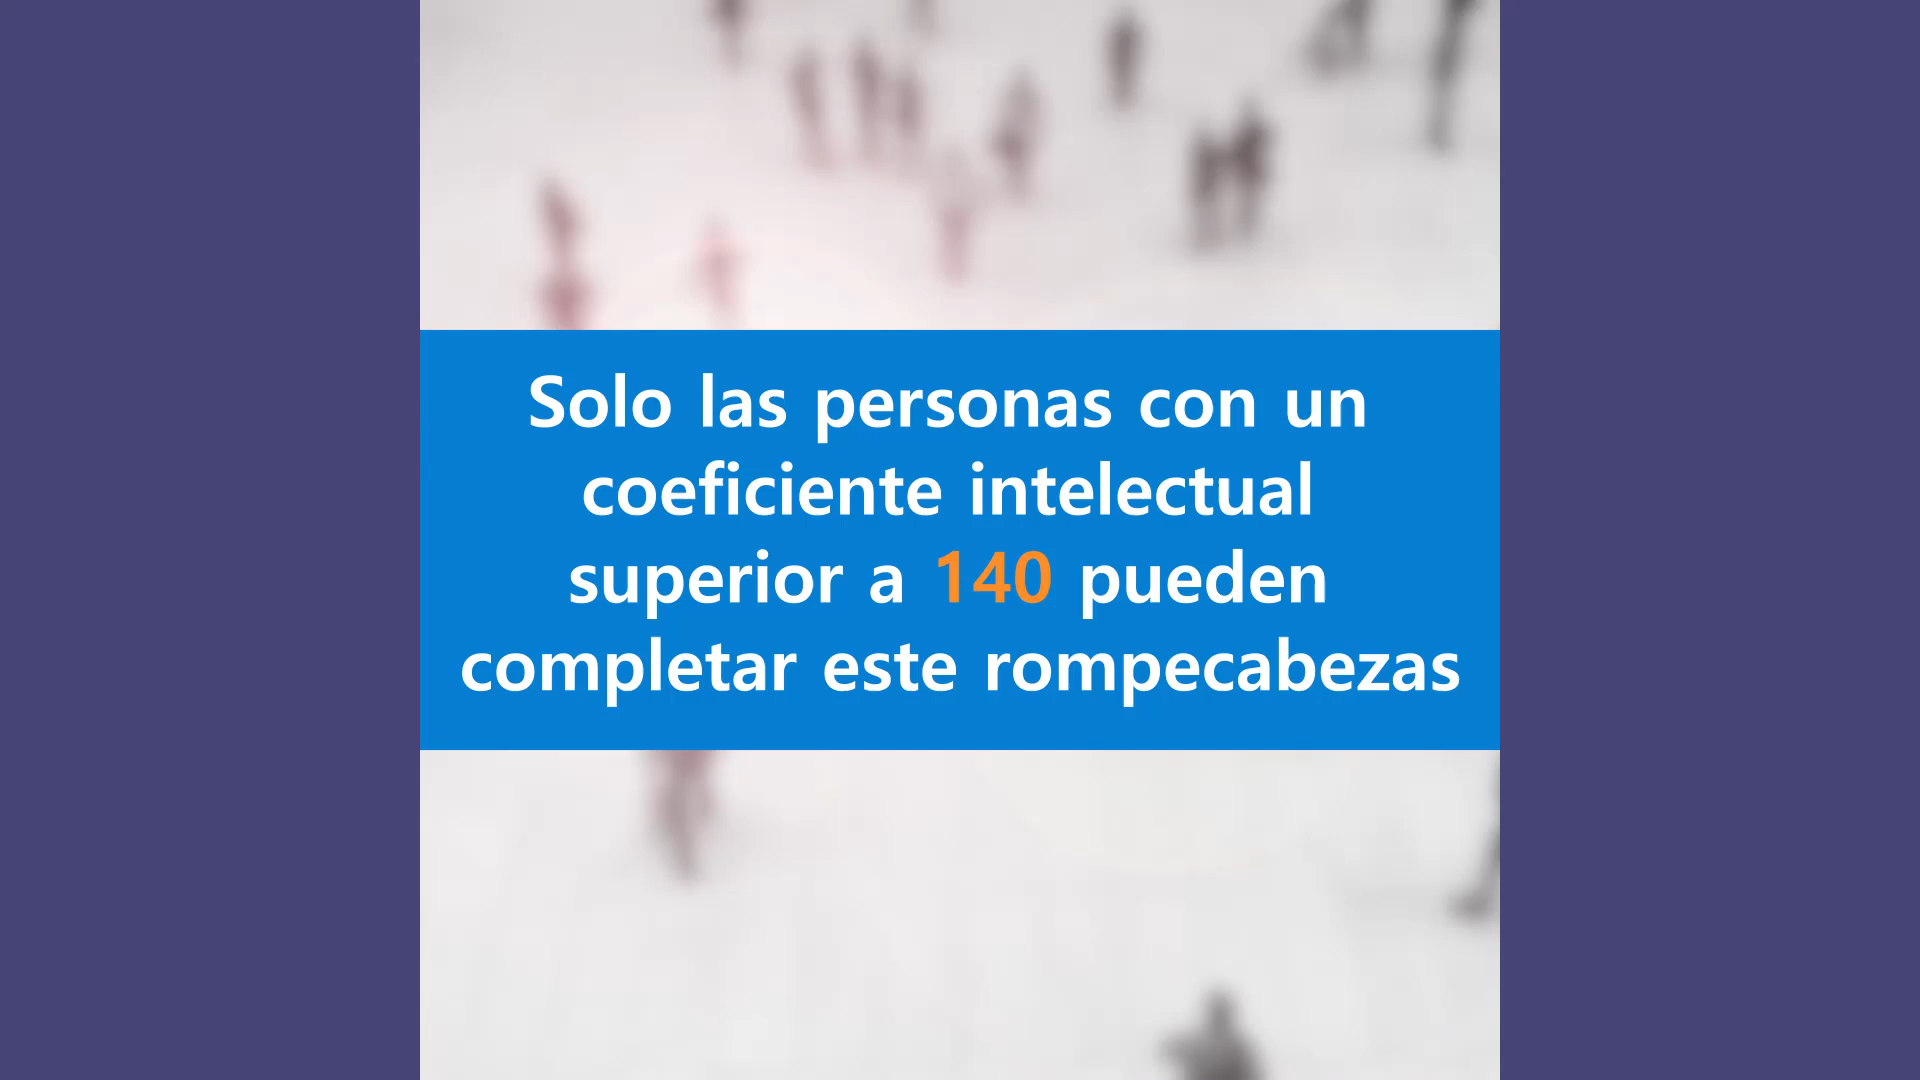 Solo las personas con un
coeficiente intelectual
superior a 140 pueden
completar este rompecabezas